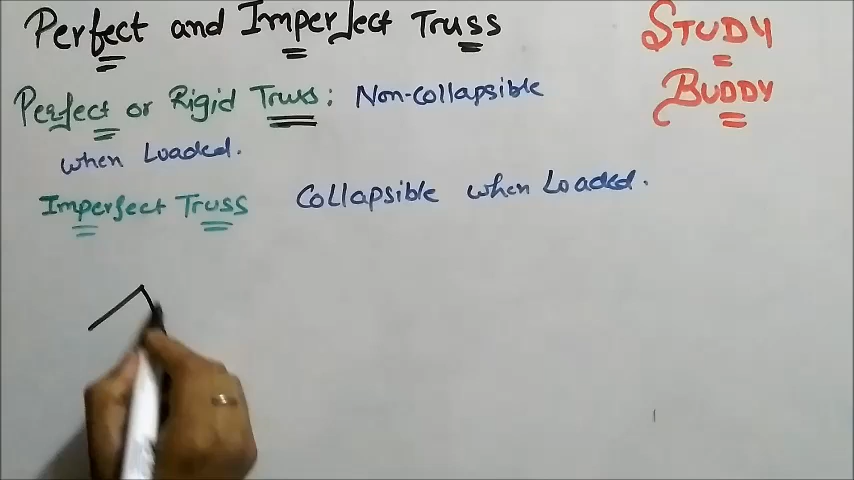 Perfect and Imperfect Truss
STUDY
BUDDY
Perfect or Rigid Truss: Non-collapsible
when Loaded.
Imperfect Truss Collapsible when Loaded.